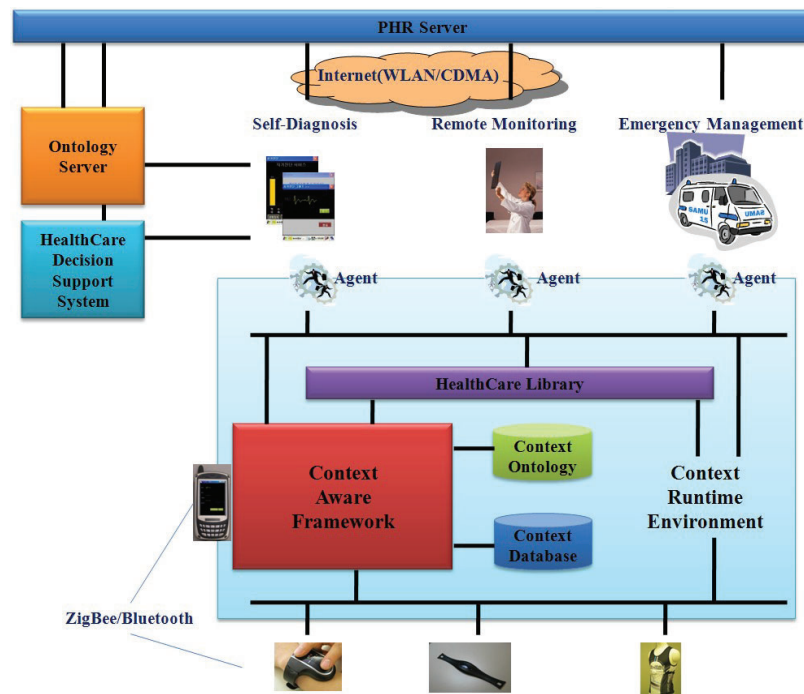 PHR Server
Internet(WLAN/CDMA)
Self-Diagnosis
Remote Monitoring
Emergency Management
Ontology
Server
HealthCare
Decision
Support
System
Agent
Agent
Agent
HealthCare Library
Context
Aware
Framework
Context
Ontology
Context
Database
Context
Runtime
Environment
ZigBee/Bluetooth